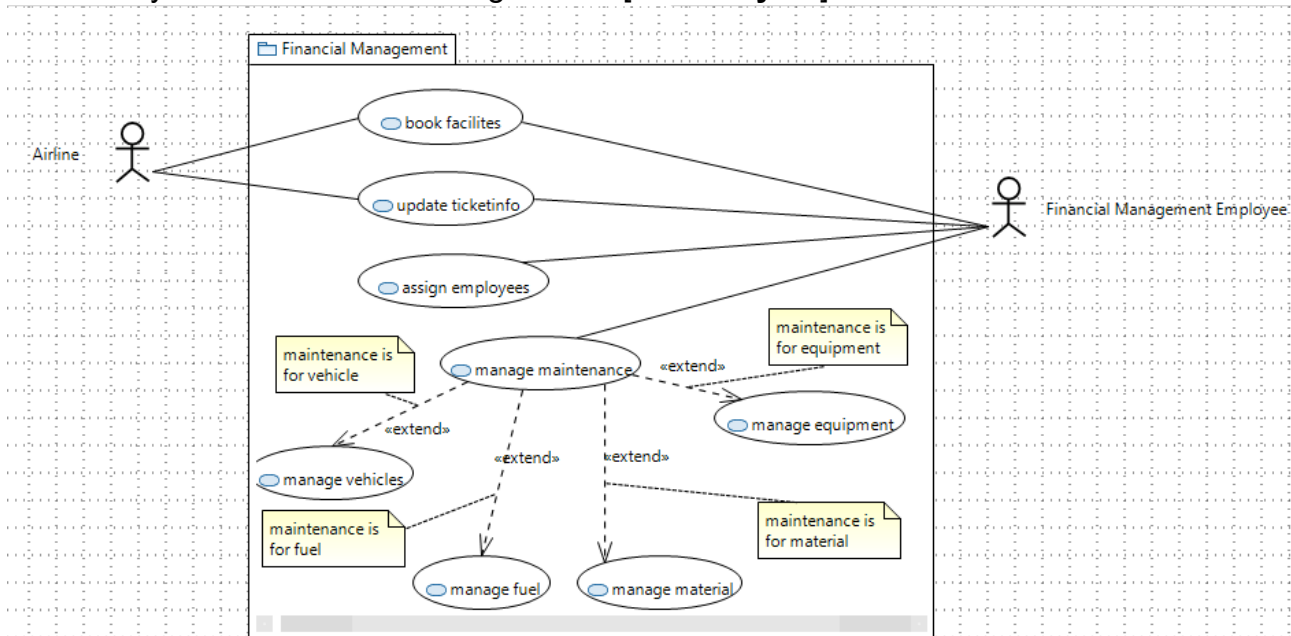 Financial Management
book facilites
Airline
update ticketinfo
Financial Management Employee
assign employees
maintenance is
for equipment
maintenance is
for vehicle
manage maintenance
«extend»
manage equipment
«extend»
«extend»
«extend»
manage vehicles
maintenance is
for fuel
maintenance is
for material
manage fuel
manage material